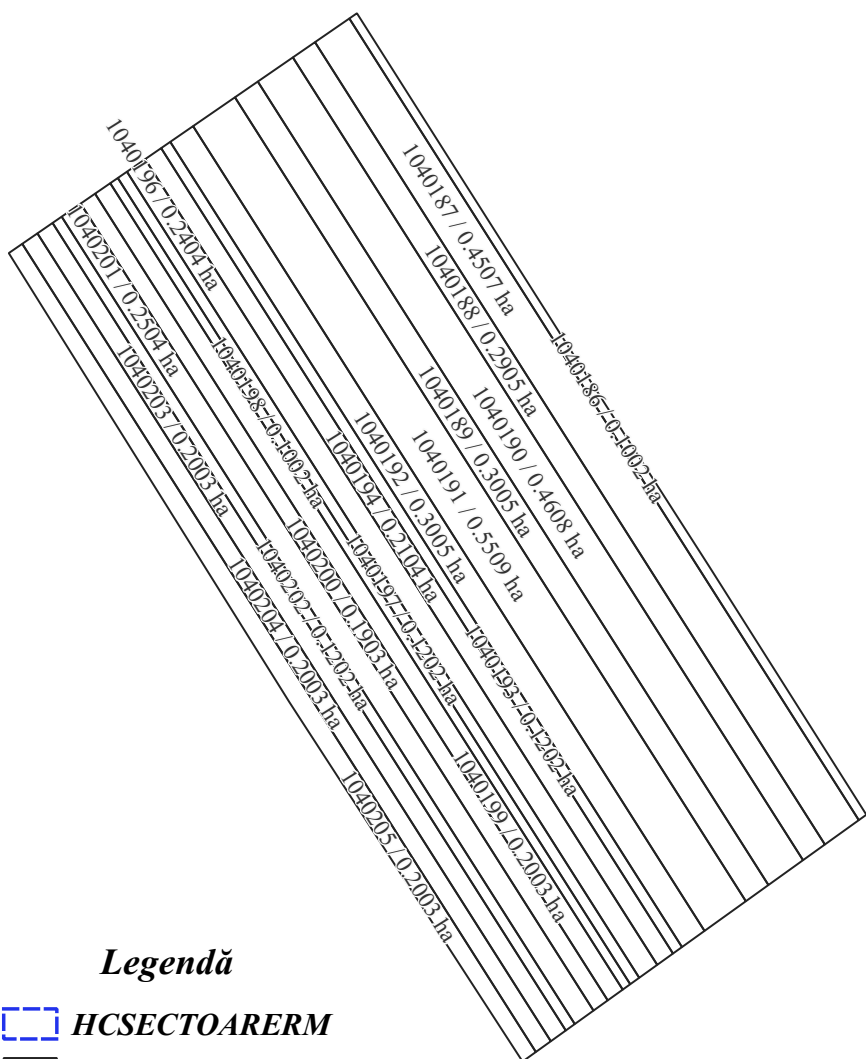 1040187 / 0.4507 ha
1040188 / 0.2905 ha
1040186 / 0.1002 ha
1040189 / 0.3005 ha
1040190 / 0.4608 ha
1040191 / 0.5509 ha
1040192 / 0.3005 ha
1040194 / 0.2104 ha
1040193 / 0.1202 ha
1040196 / 0.2404 ha
1040197 / 0.1202 ha
1040198 / 0.1002 ha
1040199 / 0.2003 ha
1040200 / 0.1903 ha
1040201 / 0.2504 ha
1040202 / 0.1202 ha
1040203 / 0.2003 ha
1040204 / 0.2003 ha
1040205 / 0.2003 ha
Legendă
HCSECTOARERM